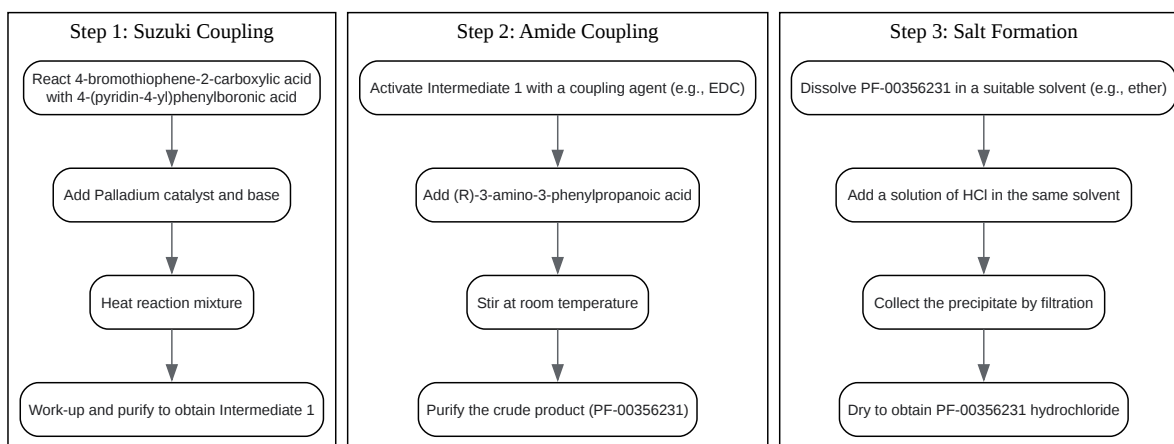 Step 1: Suzuki Coupling
React 4-bromothiophene-2-carboxylic acid
with 4-(pyridin-4-yl)phenylboronic acid
Add Palladium catalyst and base
Heat reaction mixture
Work-up and purify to obtain Intermediate 1
Step 2: Amide Coupling
Activate Intermediate 1 with a coupling agent (e.g., EDC)
Add (R)-3-amino-3-phenylpropanoic acid
Stir at room temperature
Purify the crude product (PF-00356231)
Step 3: Salt Formation
Dissolve PF-00356231 in a suitable solvent (e.g., ether)
Add a solution of HCl in the same solvent
Collect the precipitate by filtration
Dry to obtain PF-00356231 hydrochloride